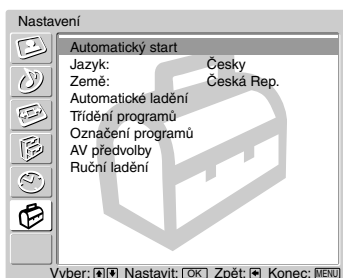 Nastavení
Automatický start
Jazyk: Česky
Země: Česká Rep.
Automatické ladění
Třídění programů
Označení programů
AV předvolby
Ruční ladění
Vyber: Nastavit: OK Zpět: Konec: MENU